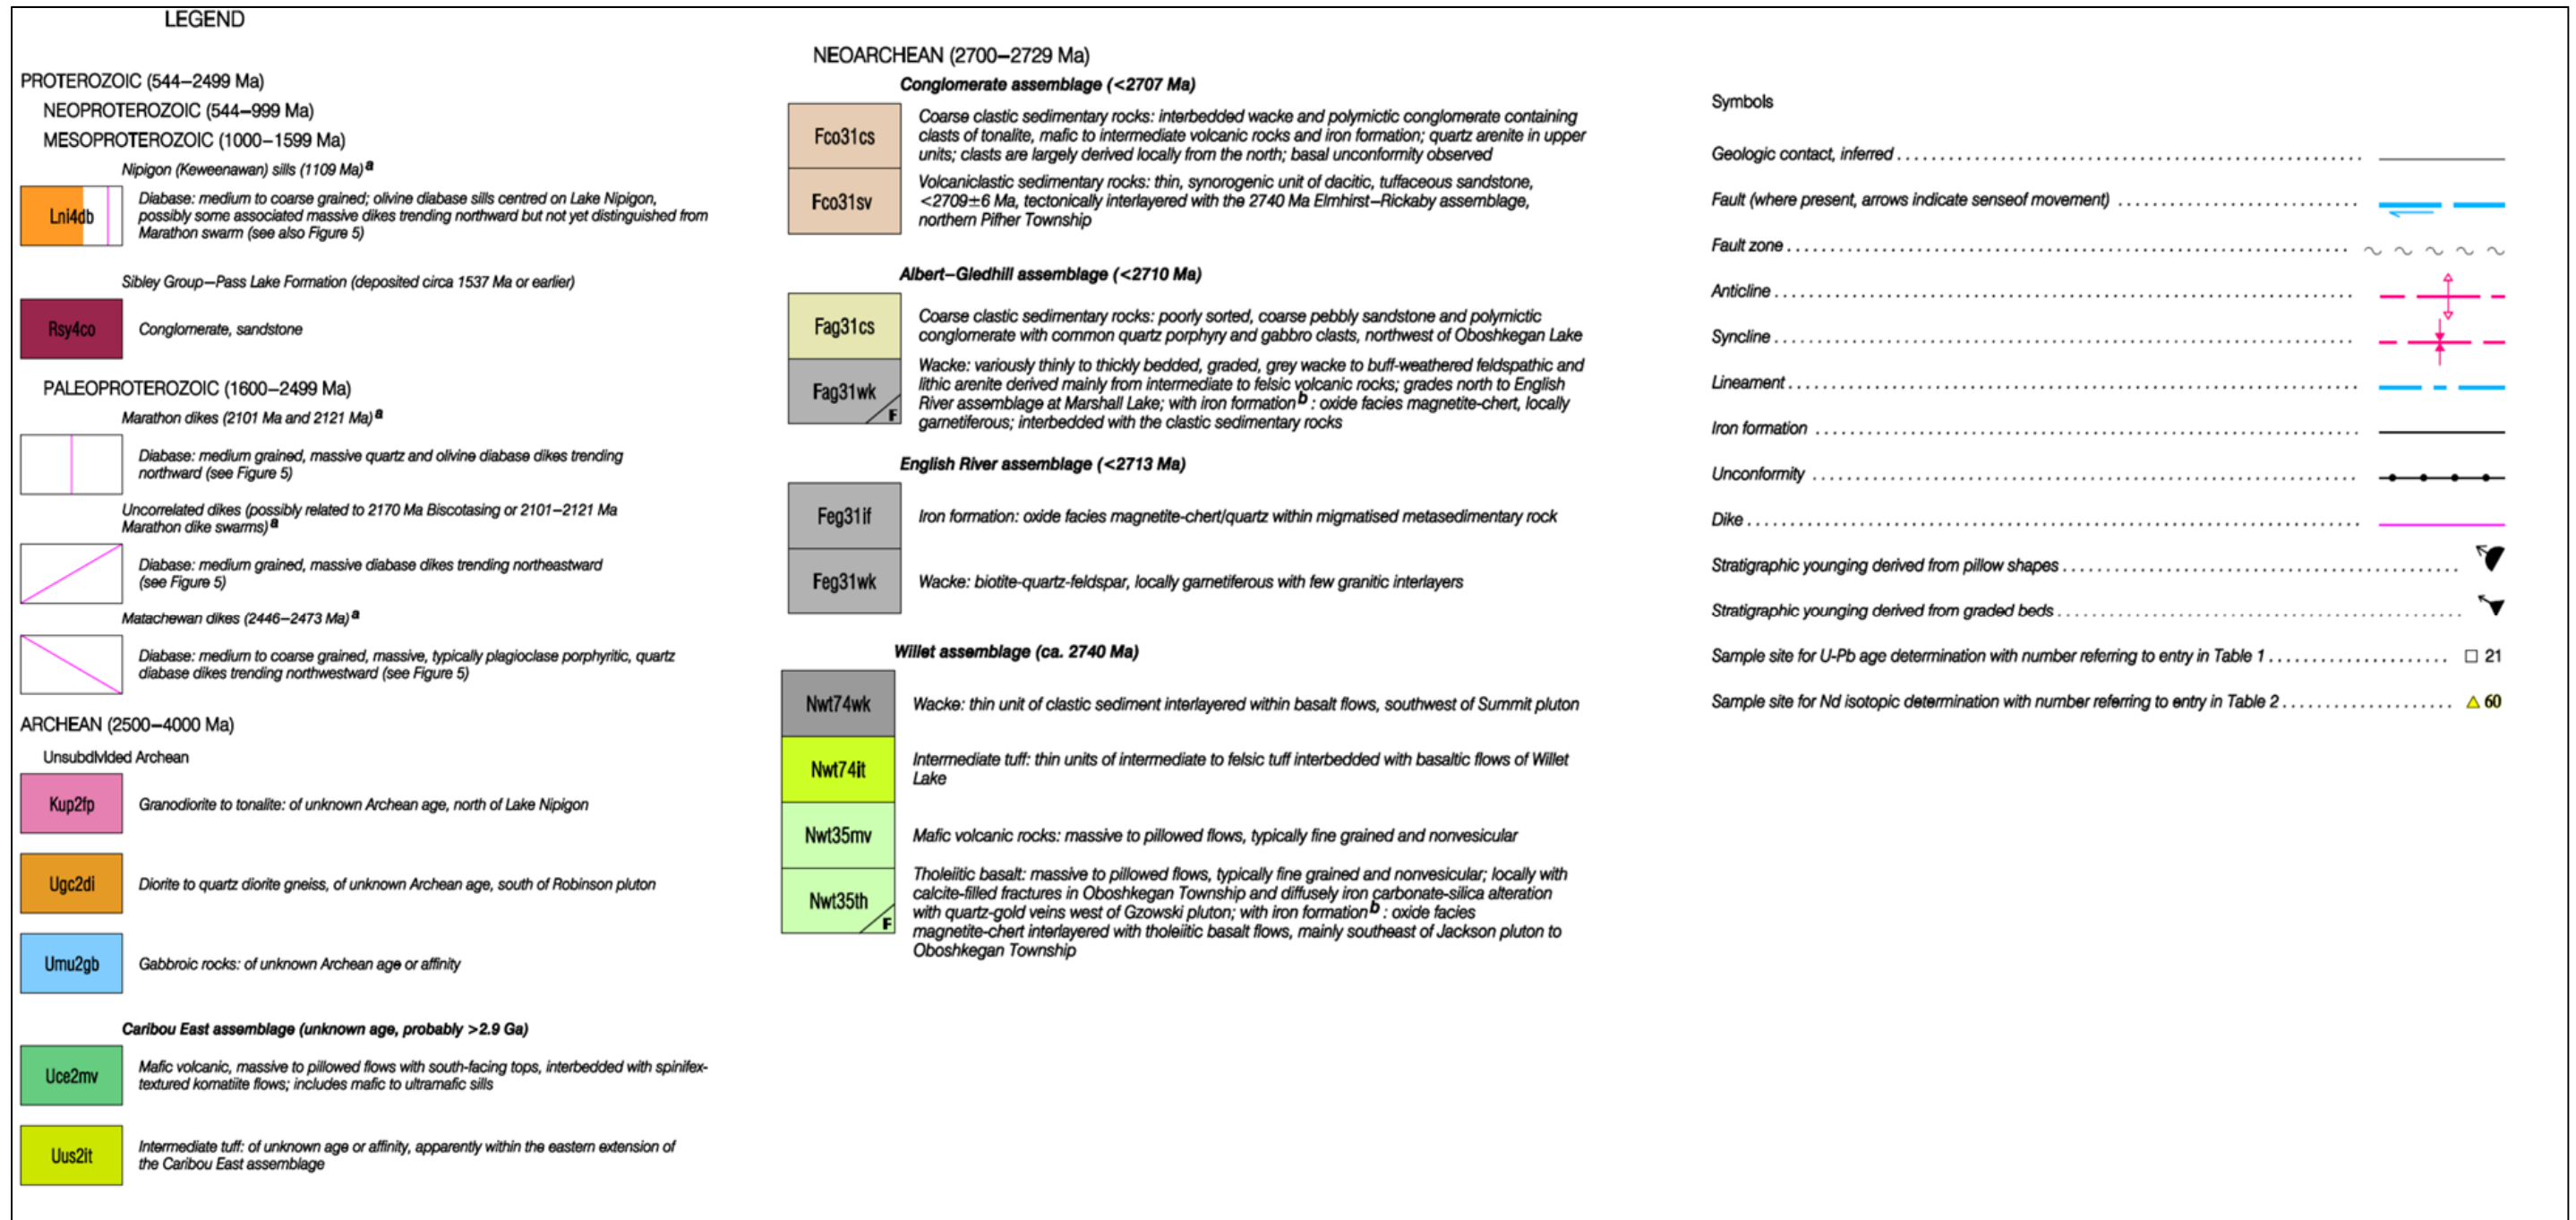 LEGEND
PROTEROZOIC (544–2499 Ma)
NEOPROTEROZOIC (544–999 Ma)
MESOPROTEROZOIC (1000–1599 Ma)
Nipigon (Keweenawan) sills (1109 Ma) a
Lni4db
Diabase: medium to coarse grained; olivine diabase sills centred on Lake Nipigon,
possibly some associated massive dikes trending northward but not yet distinguished from
Marathon swarm (see also Figure 5)
Sibley Group–Pass Lake Formation (deposited circa 1537 Ma or earlier)
Rsy4co
Conglomerate, sandstone
PALEOPROTEROZOIC (1600–2499 Ma)
Marathon dikes (2101 Ma and 2121 Ma) a
Diabase: medium grained, massive quartz and olivine diabase dikes trending
northward (see Figure 5)
Uncorrelated dikes (possibly related to 2170 Ma Biscotasing or 2101–2121 Ma
Marathon dike swarms) a
Diabase: medium grained, massive diabase dikes trending northeastward
(see Figure 5)
Matachewan dikes (2446–2473 Ma) a
Diabase: medium to coarse grained, massive, typically plagioclase porphyritic, quartz
diabase dikes trending northwestward (see Figure 5)
ARCHEAN (2500–4000 Ma)
Unsubdivided Archean
Kup2fp
Granodiorite to tonalite: of unknown Archean age, north of Lake Nipigon
Ugc2di
Diorite to quartz diorite gneiss, of unknown Archean age, south of Robinson pluton
Umu2gb
Gabbroic rocks: of unknown Archean age or affinity
Caribou East assemblage (unknown age, probably >2.9 Ga)
Uce2mv
Mafic volcanic, massive to pillowed flows with south-facing tops, interbedded with spinifex-
textured komatiite flows; includes mafic to ultramafic sills
Uus2it
Intermediate tuff: of unknown age or affinity, apparently within the eastern extension of
the Caribou East assemblage
NEOARCHEAN (2700–2729 Ma)
Conglomerate assemblage (<2707 Ma)
Fco31cs
Coarse clastic sedimentary rocks: interbedded wacke and polymictic conglomerate containing
clasts of tonalite, mafic to intermediate volcanic rocks and iron formation; quartz arenite in upper
units; clasts are largely derived locally from the north; basal unconformity observed
Fco31sv
Volcaniclastic sedimentary rocks: thin, synorogenic unit of dacitic, tuffaceous sandstone,
<2709±6 Ma, tectonically interlayered with the 2740 Ma Elmhirst–Rickaby assemblage,
northern Pifher Township
Albert–Gledhill assemblage (<2710 Ma)
Fag31cs
Coarse clastic sedimentary rocks: poorly sorted, coarse pebbly sandstone and polymictic
conglomerate with common quartz porphyry and gabbro clasts, northwest of Oboshkegan Lake
Fag31wk
F
Wacke: variously thinly to thickly bedded, graded, grey wacke to buff-weathered feldspathic and
lithic arenite derived mainly from intermediate to felsic volcanic rocks; grades north to English
River assemblage at Marshall Lake; with iron formation b : oxide facies magnetite-chert, locally
garnetiferous; interbedded with the clastic sedimentary rocks
English River assemblage (<2713 Ma)
Feg31if
Iron formation: oxide facies magnetite-chert/quartz within migmatised metasedimentary rock
Feg31wk
Wacke: biotite-quartz-feldspar, locally garnetiferous with few granitic interlayers
Willet assemblage (ca. 2740 Ma)
Nwt74wk
Wacke: thin unit of clastic sediment interlayered within basalt flows, southwest of Summit pluton
Nwt74it
Intermediate tuff: thin units of intermediate to felsic tuff interbedded with basaltic flows of Willet
Lake
Nwt35mv
Mafic volcanic rocks: massive to pillowed flows, typically fine grained and nonvesicular
Nwt35th
F
Tholeiitic basalt: massive to pillowed flows, typically fine grained and nonvesicular; locally with
calcite-filled fractures in Oboshkegan Township and diffusely iron carbonate-silica alteration
with quartz-gold veins west of Gzowski pluton; with iron formation b : oxide facies
magnetite-chert interlayered with tholeiitic basalt flows, mainly southeast of Jackson pluton to
Oboshkegan Township
Symbols
Geologic contact, inferred
Fault (where present, arrows indicate senseof movement)
Fault zone
Anticline
Syncline
Lineament
Iron formation
Unconformity
Dike
Stratigraphic younging derived from pillow shapes
Stratigraphic younging derived from graded beds
Sample site for U-Pb age determination with number referring to entry in Table 1 21
Sample site for Nd isotopic determination with number referring to entry in Table 2 60